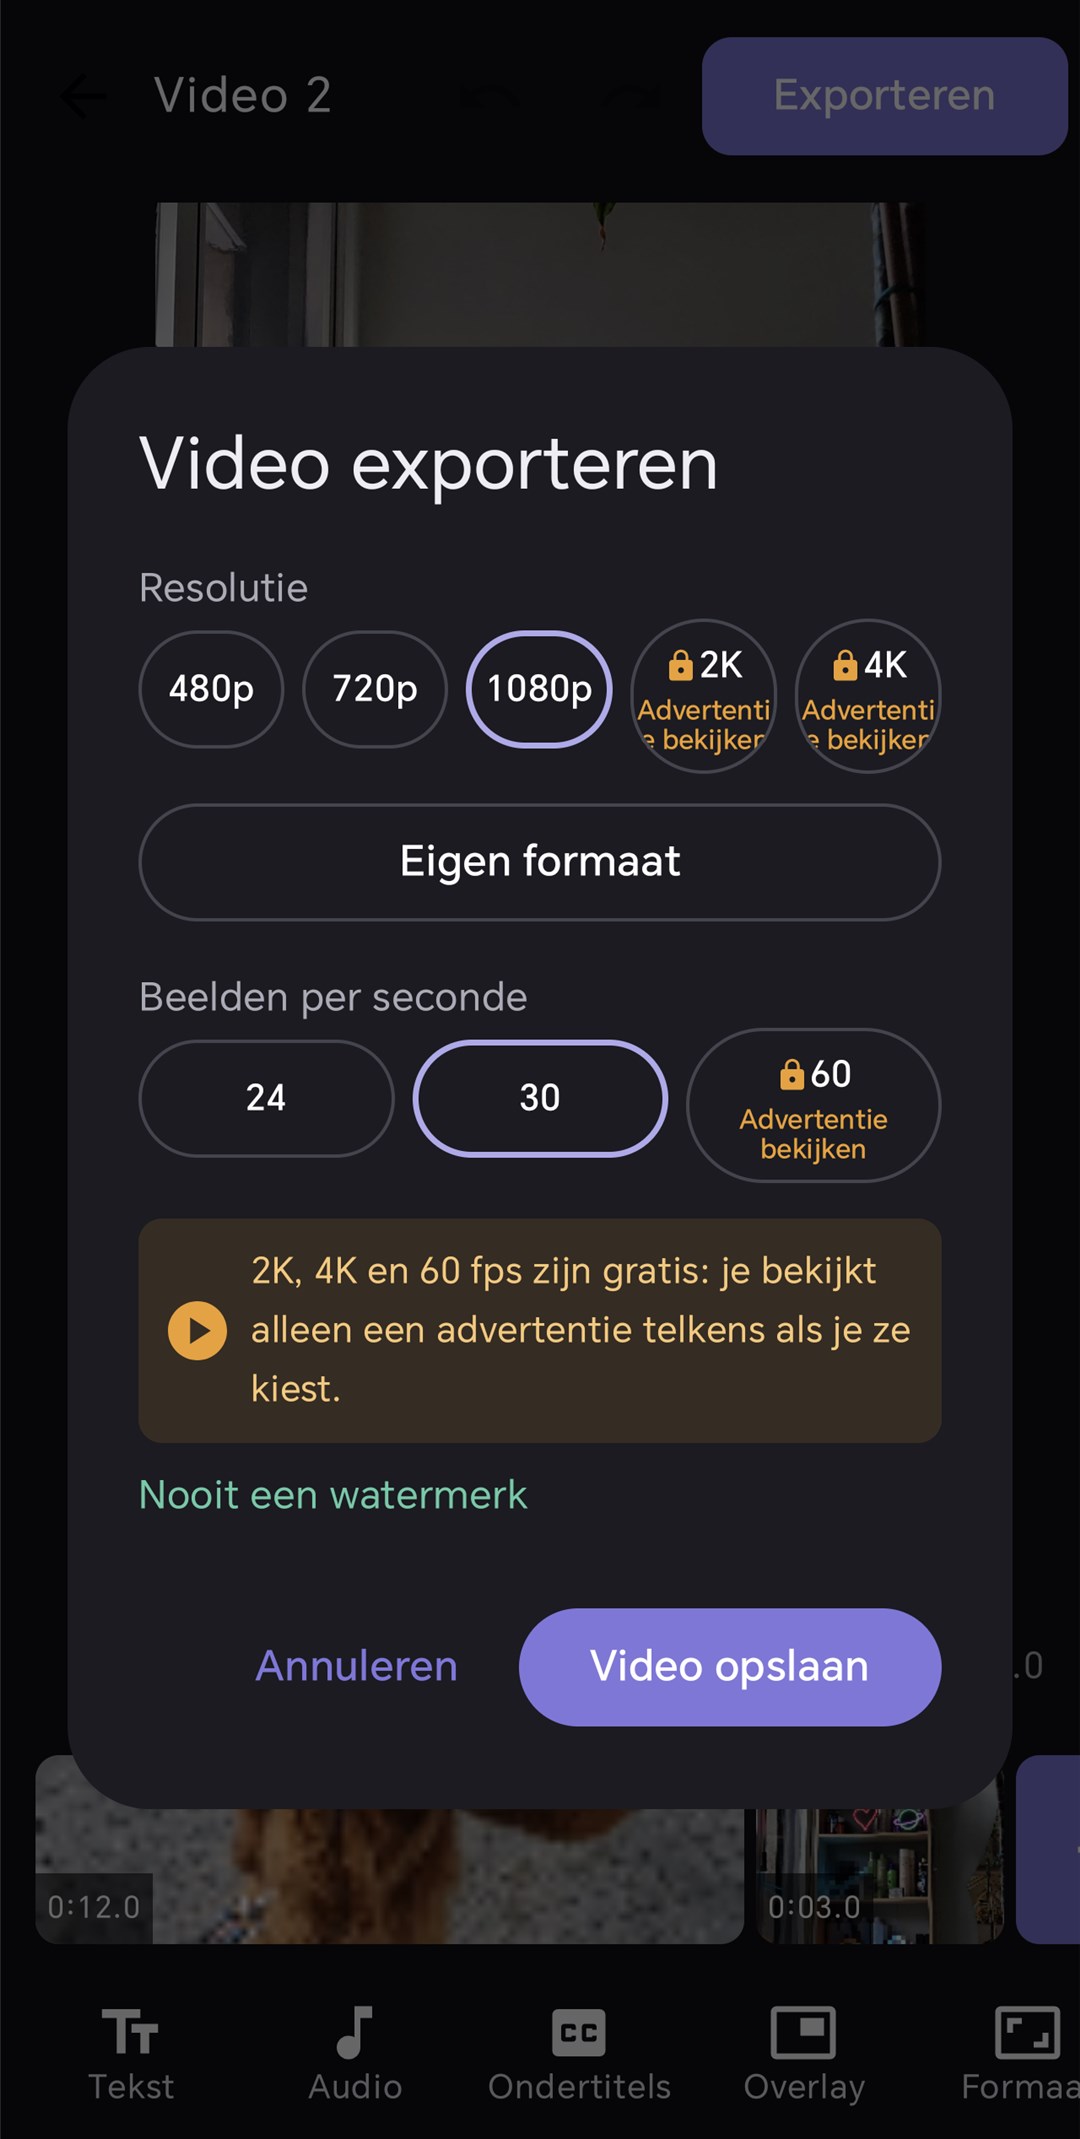 Video 2
Exporteren
Video exporteren
Resolutie
480p
720p
1080p
2K
Advertenti
e bekijken
4K
Advertenti
e bekijken
Eigen formaat
Beelden per seconde
24
30
60
Advertentie
bekijken
2K, 4K en 60 fps zijn gratis: je bekijkt
alleen een advertentie telkens als je ze
kiest.
Nooit een watermerk
Annuleren
Video opslaan
.0
0:12.0
0:03.0
Tekst
Audio
CC
Ondertitels
Overlay
Formaa